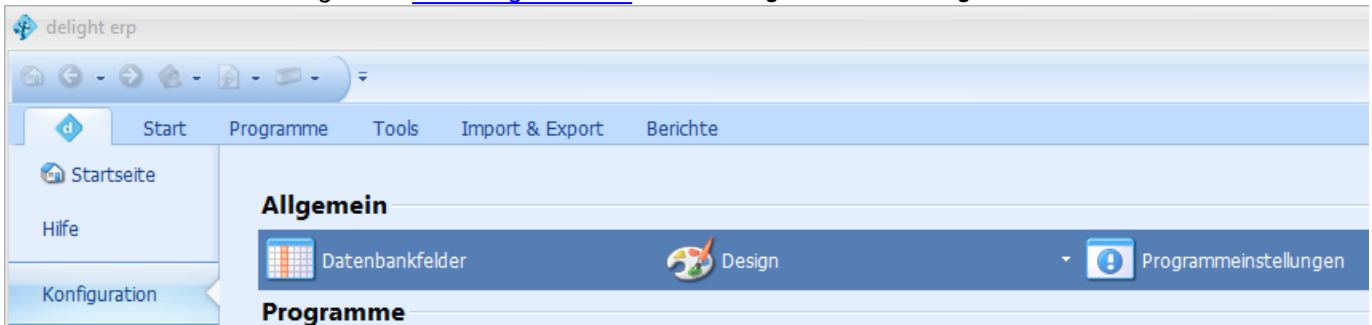 delight erp
Start Programme Tools Import & Export Berichte
Startseite
Allgemein
Hilfe
Datenbankfelder Design Programmeinstellungen
Konfiguration
Programme